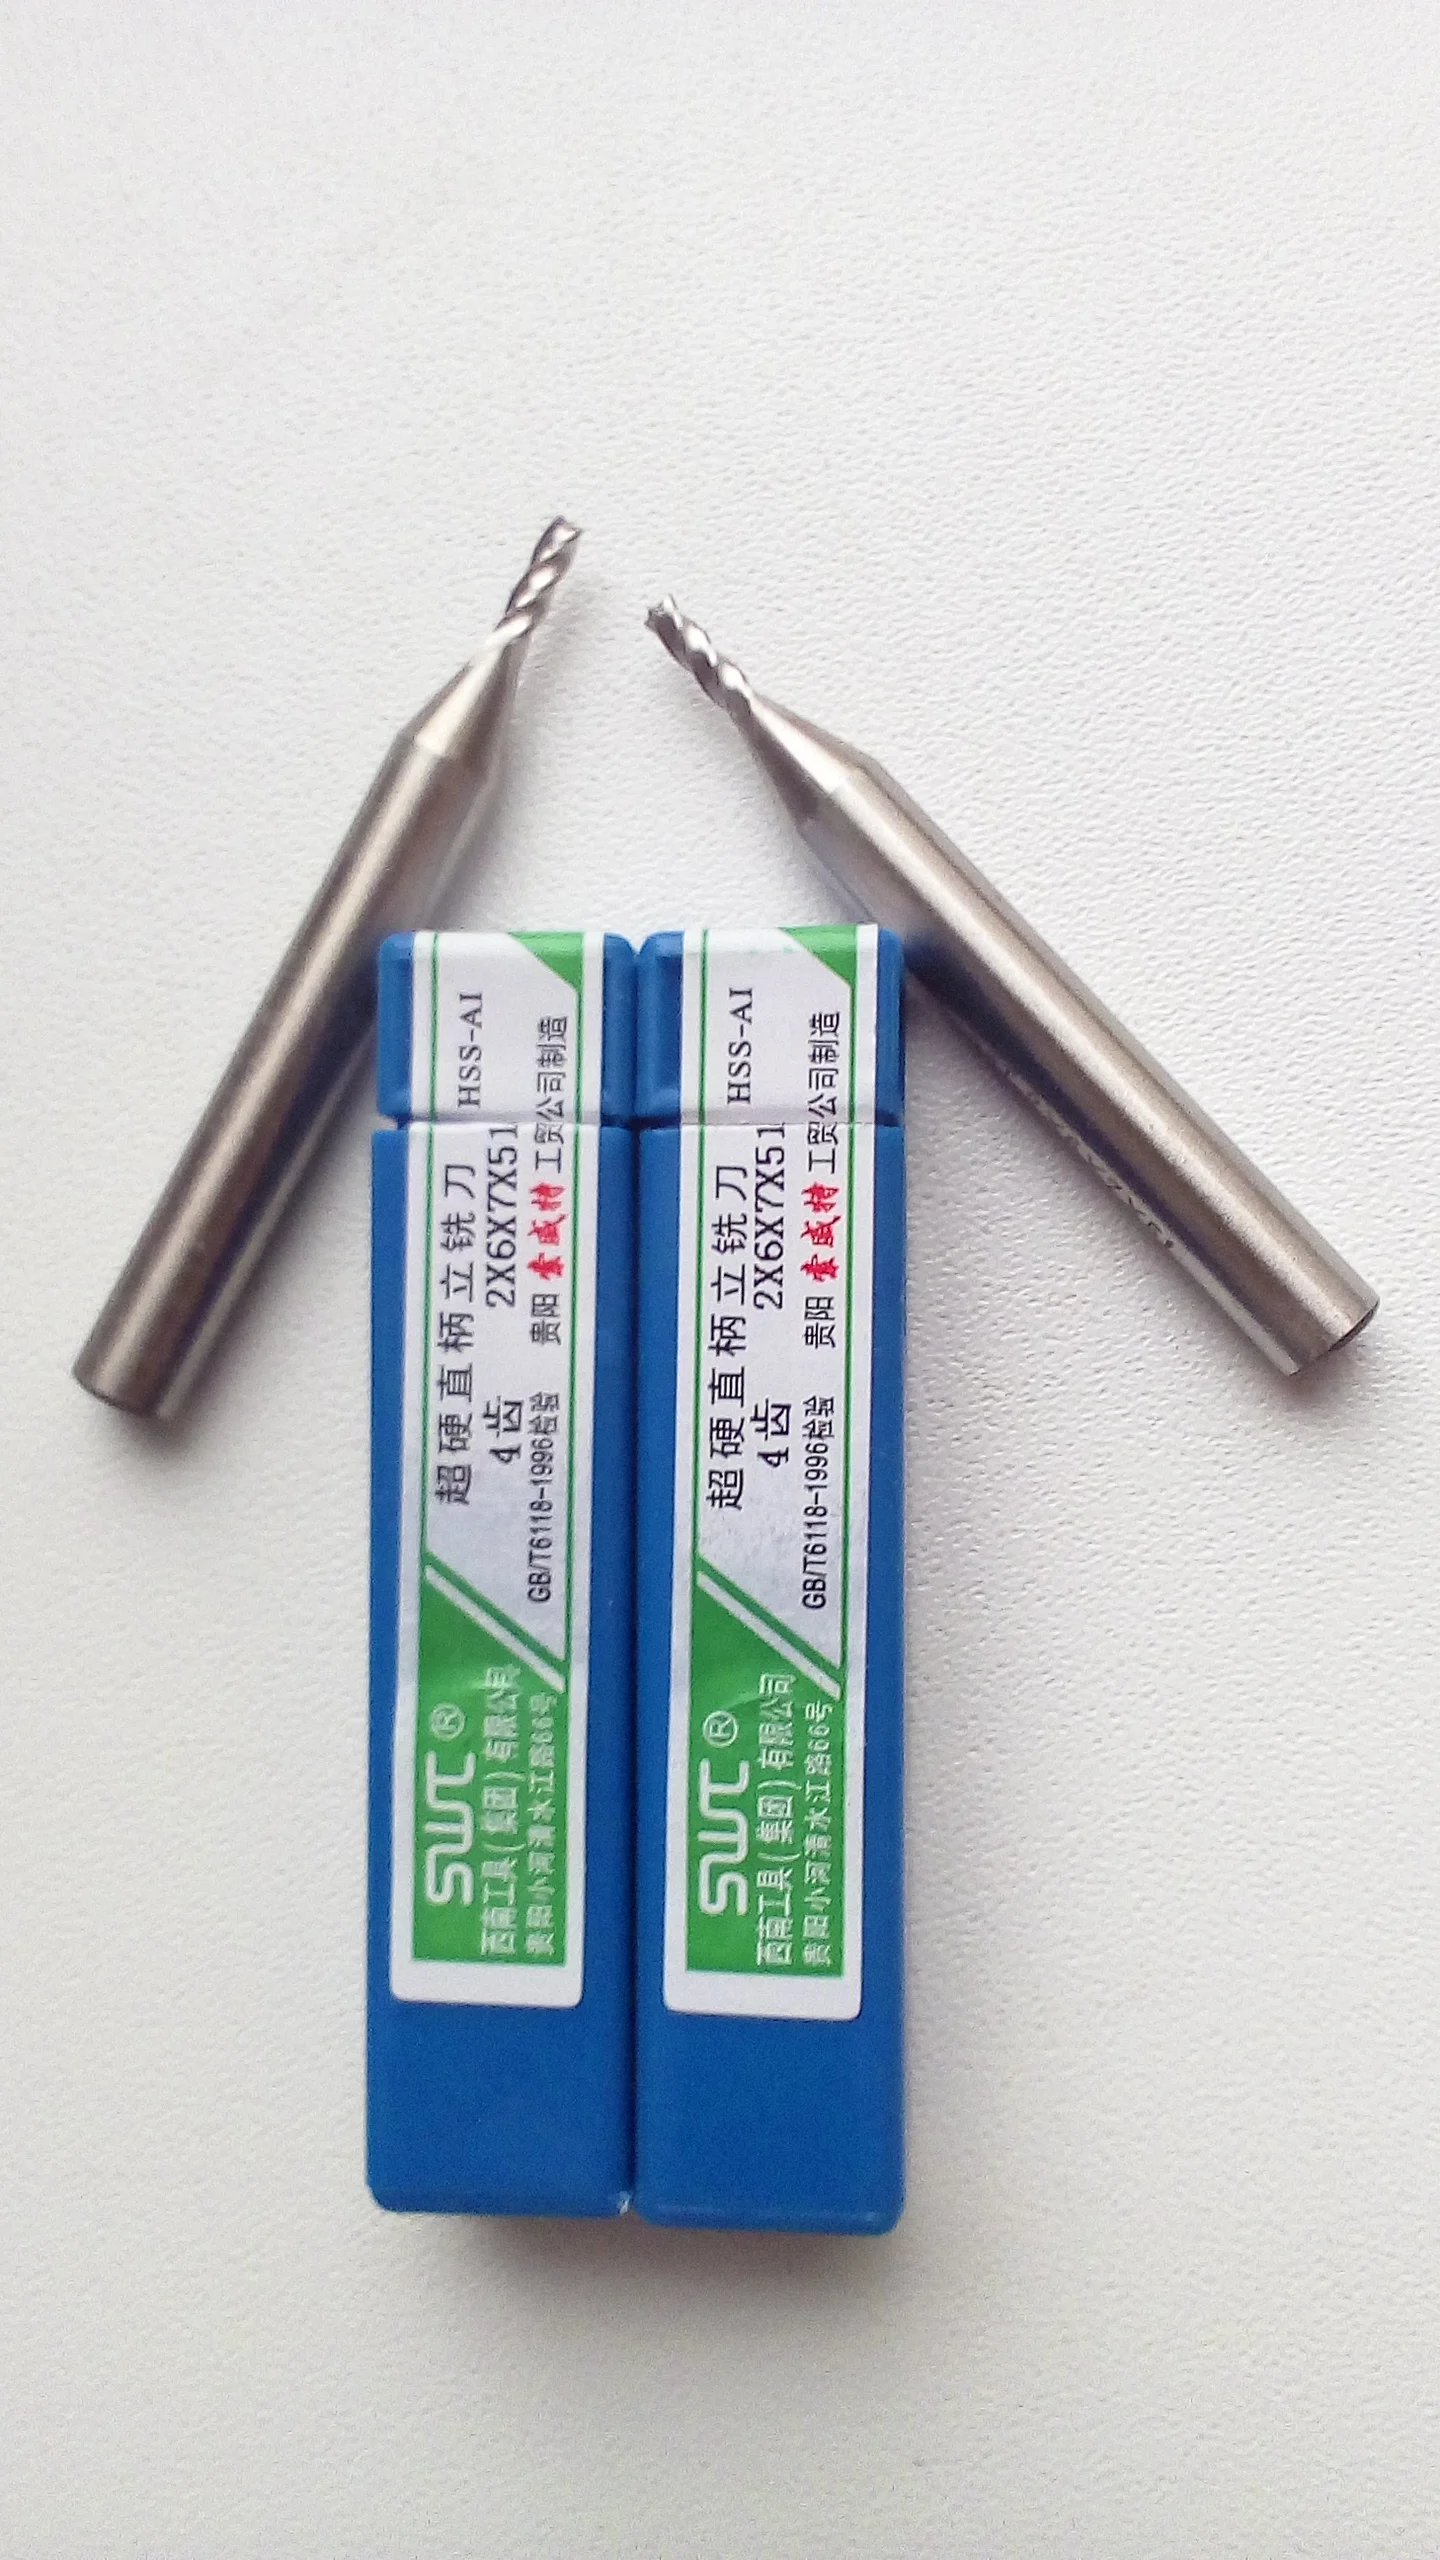 SWT®
西南工具(集团)有限公司
贵阳小河清水江路66号
超硬直柄立铣刀
HSS-AI
4齿
2X6X7X51
GB/T6118-1996检验
贵阳 索威特 工贸公司制造
SWT®
西南工具(集团)有限公司
贵阳小河清水江路66号
超硬直柄立铣刀
HSS-AI
4齿
2X6X7X51
GB/T6118-1996检验
贵阳 索威特 工贸公司制造